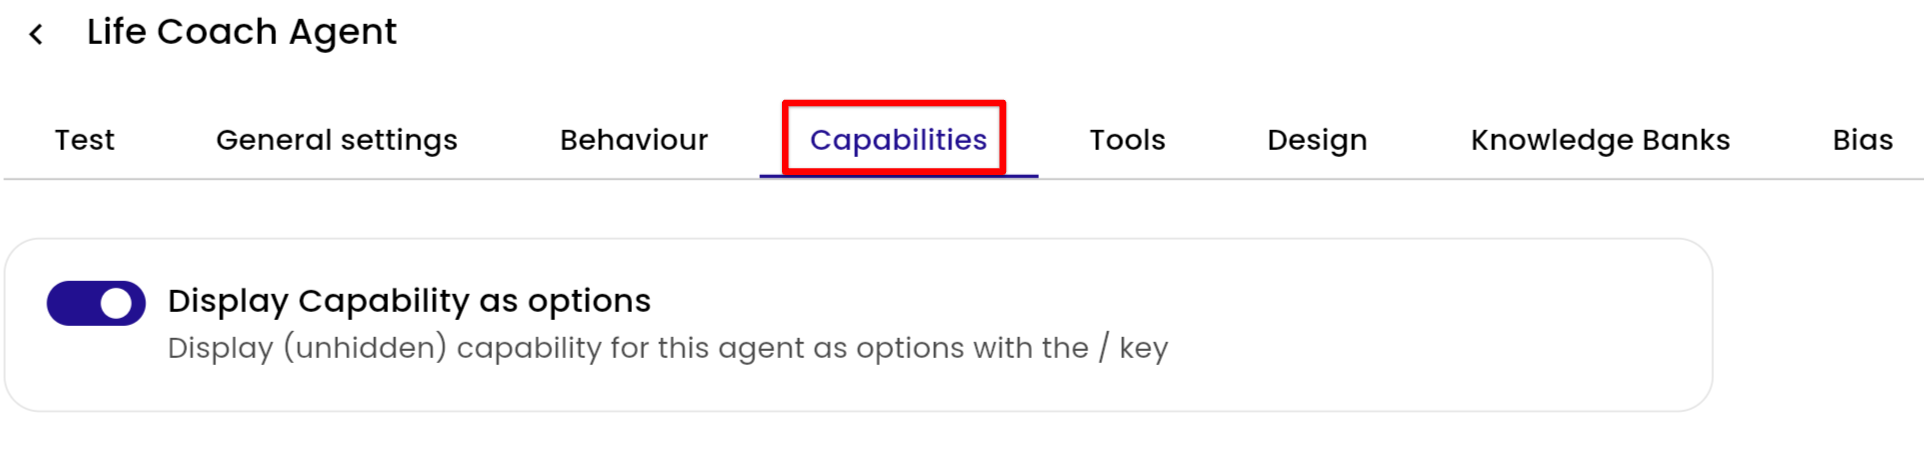 Life Coach Agent
Test General settings Behaviour Capabilities Tools Design Knowledge Banks Bias
Display Capability as options
Display (unhidden) capability for this agent as options with the / key